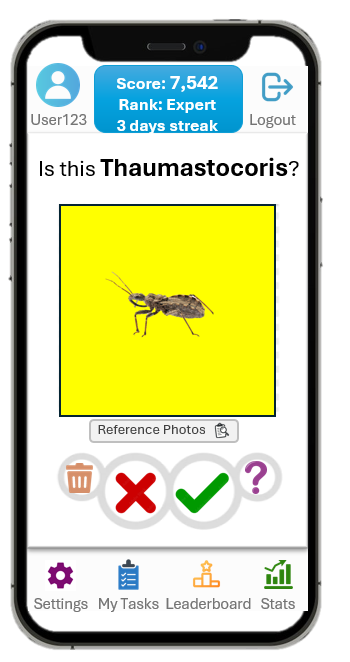 Score: 7,542
Rank: Expert
3 days streak
User123
Logout
Is this Thaumastocoris?
Reference Photos
?
Settings
My Tasks
Leaderboard
Stats